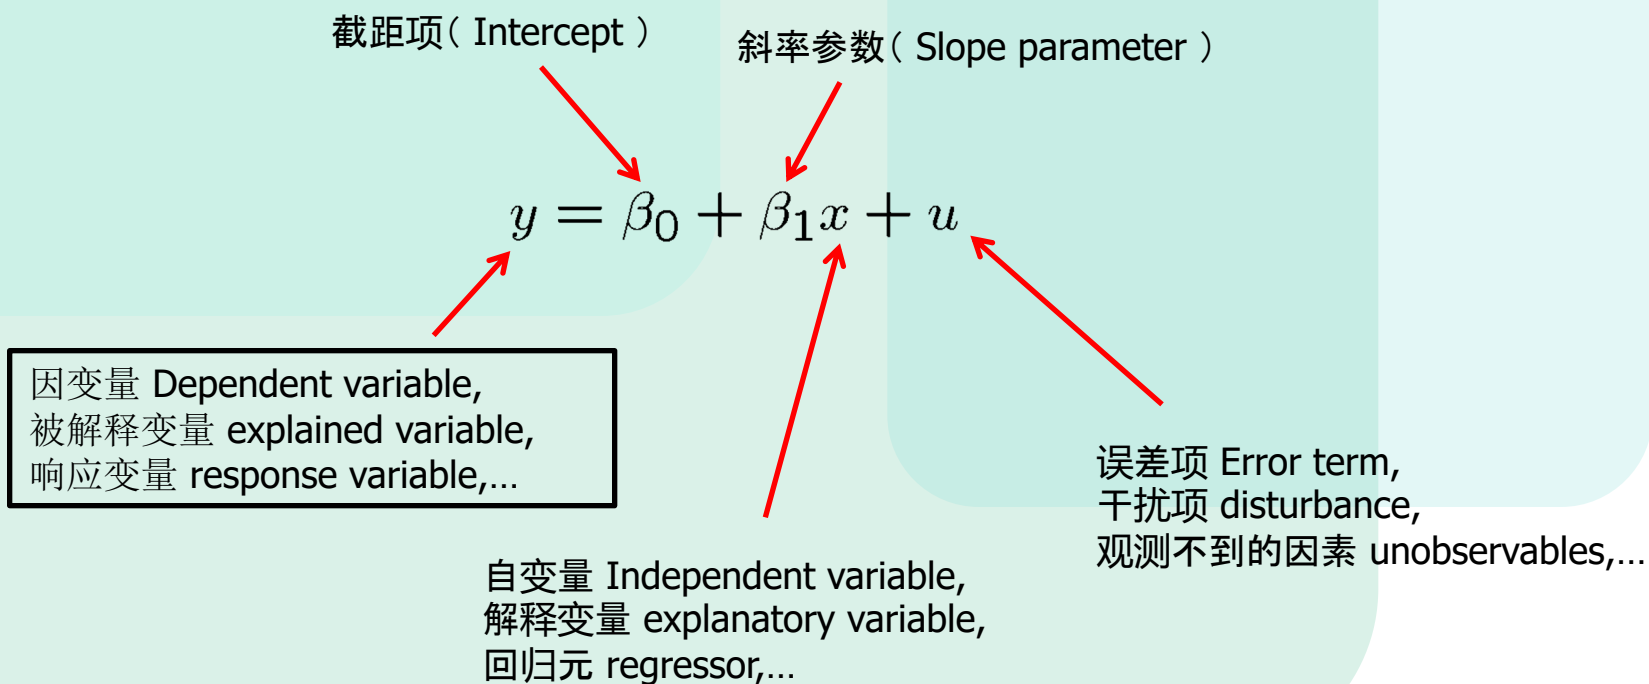 截距项（ Intercept ）
斜率参数（ Slope parameter ）
y = β₀ + β₁x + u
因变量 Dependent variable,
被解释变量 explained variable,
响应变量 response variable,…
误差项 Error term,
干扰项 disturbance,
观测不到的因素 unobservables,…
自变量 Independent variable,
解释变量 explanatory variable,
回归元 regressor,…